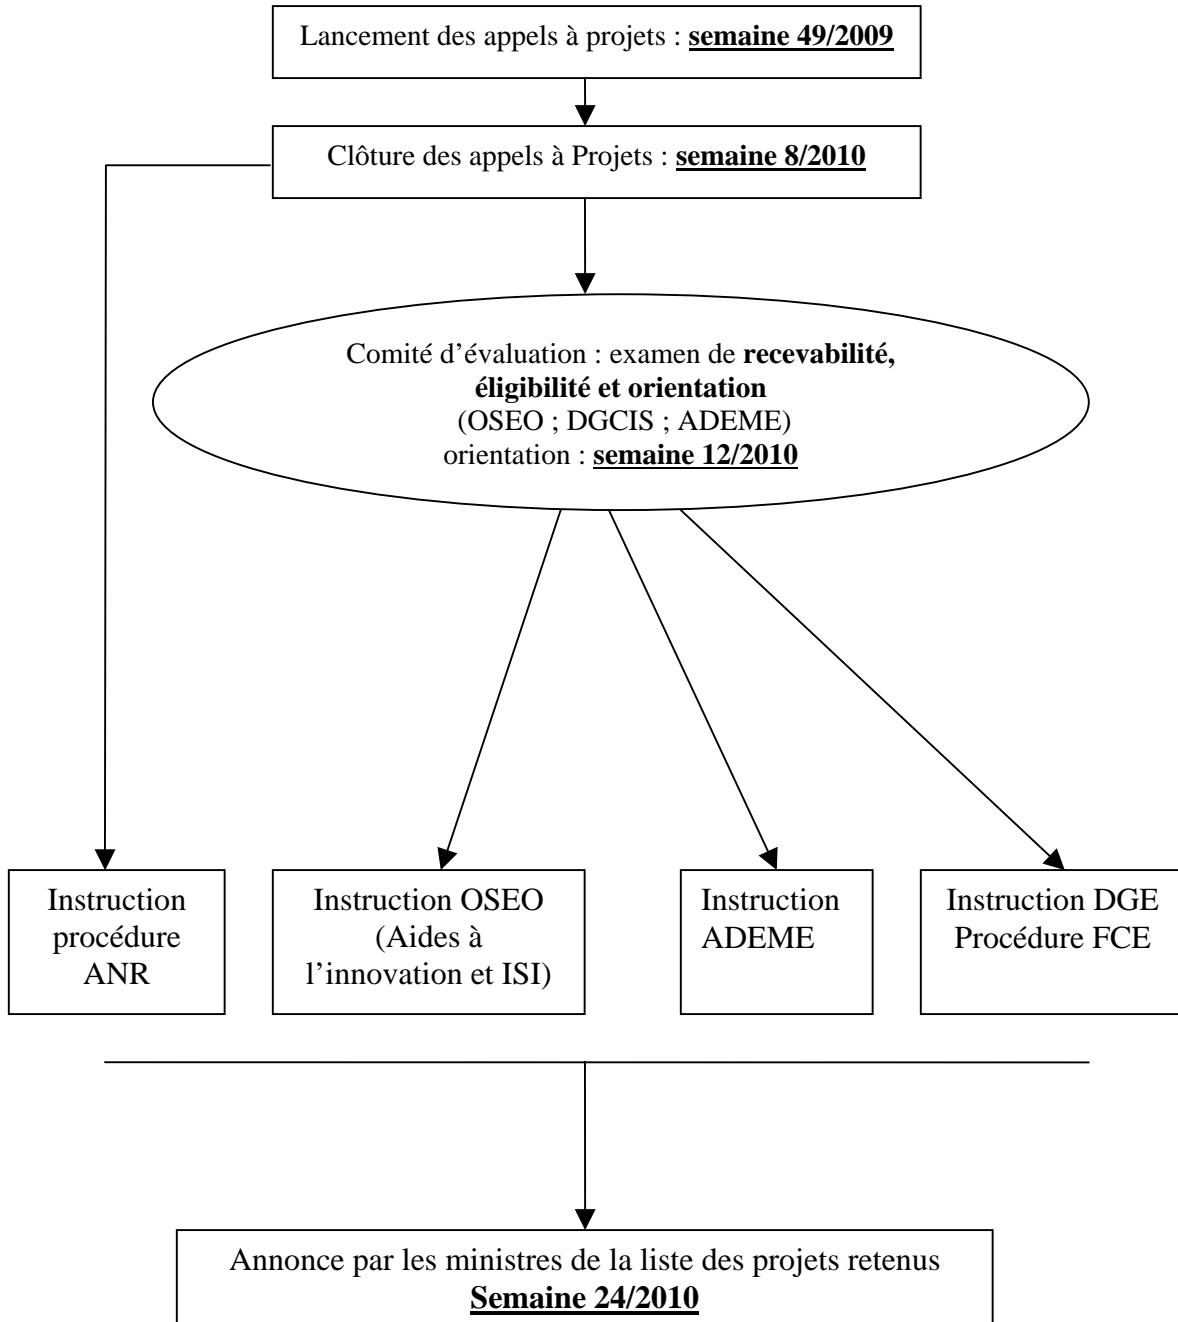 Lancement des appels à projets : semaine 49/2009
Clôture des appels à Projets : semaine 8/2010
Comité d’évaluation : examen de recevabilité,
éligibilité et orientation
(OSEO ; DGCIS ; ADEME)
orientation : semaine 12/2010
Instruction
procédure
ANR
Instruction OSEO
(Aides à
l’innovation et ISI)
Instruction
ADEME
Instruction DGE
Procédure FCE
Annonce par les ministres de la liste des projets retenus
Semaine 24/2010